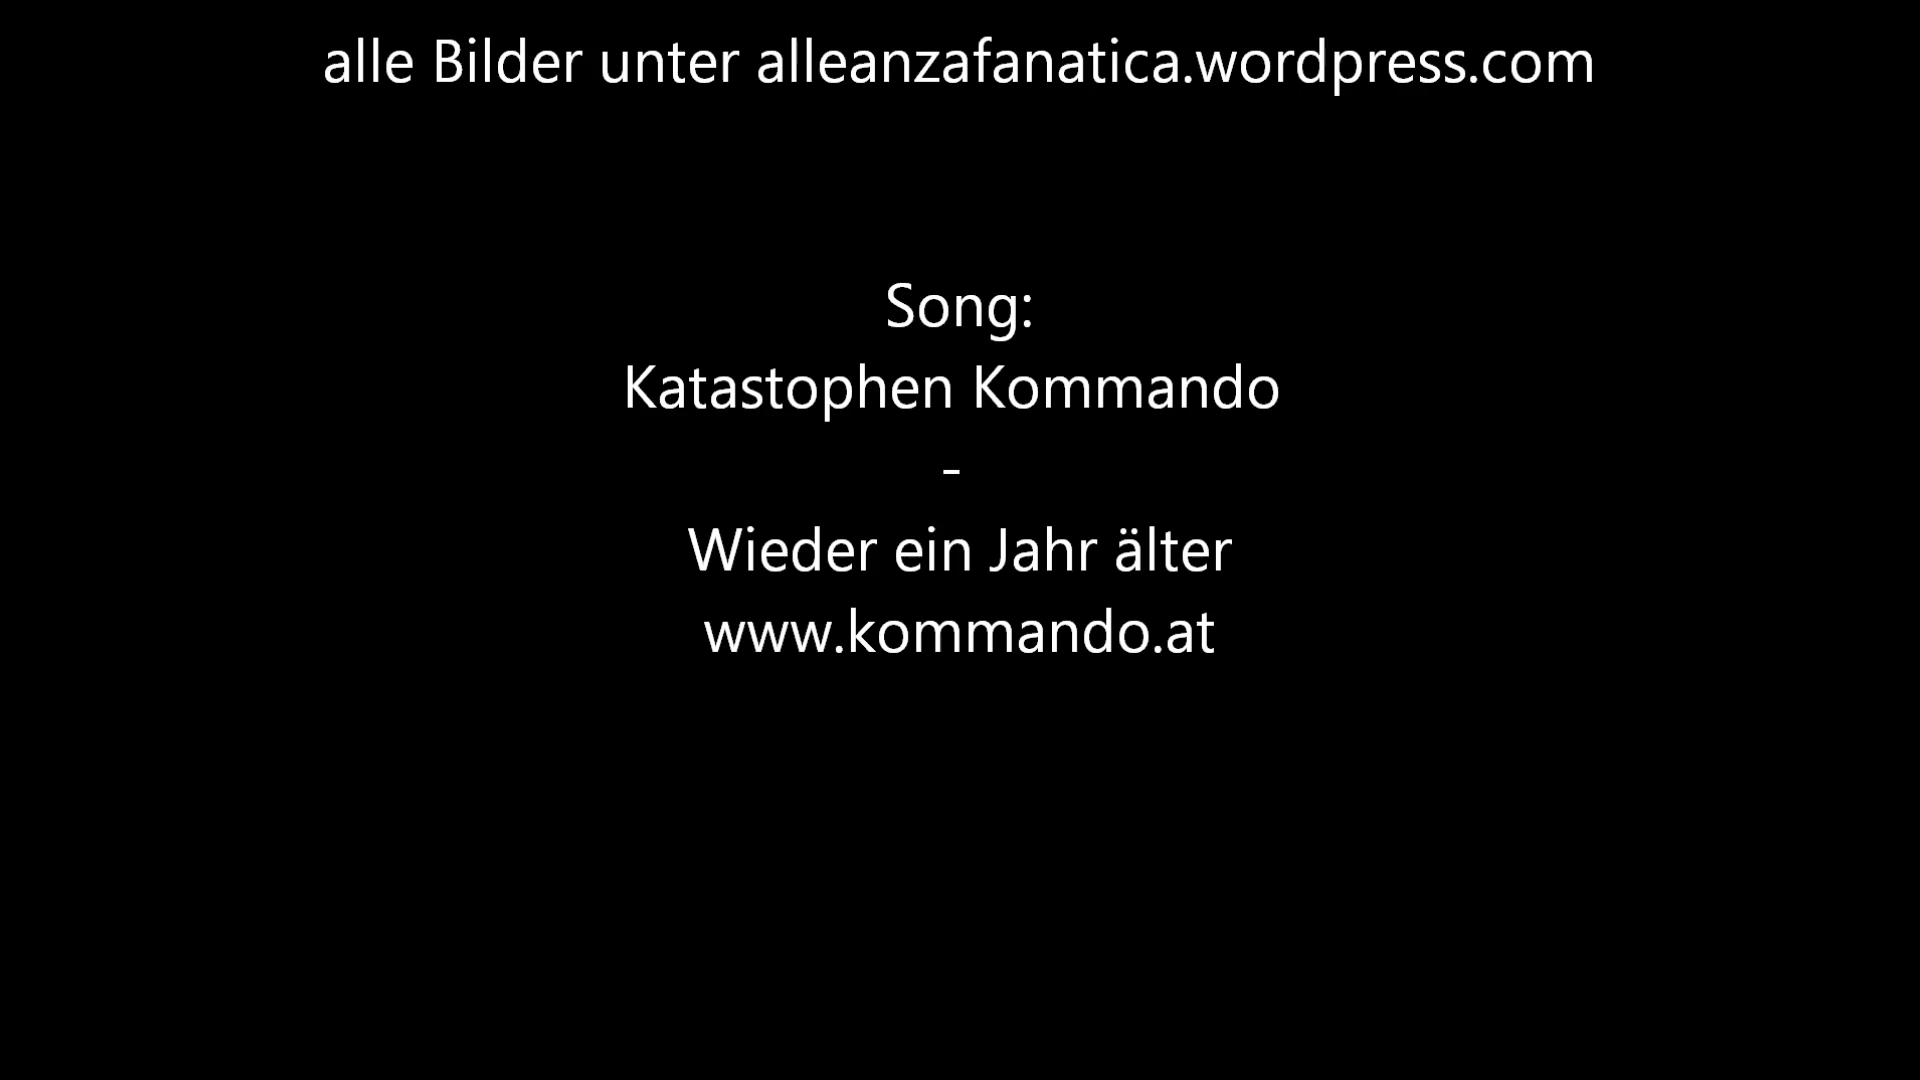 alle Bilder unter alleanzafanatica.wordpress.com
Song:
Katastophen Kommando
-
Wieder ein Jahr älter
www.kommando.at